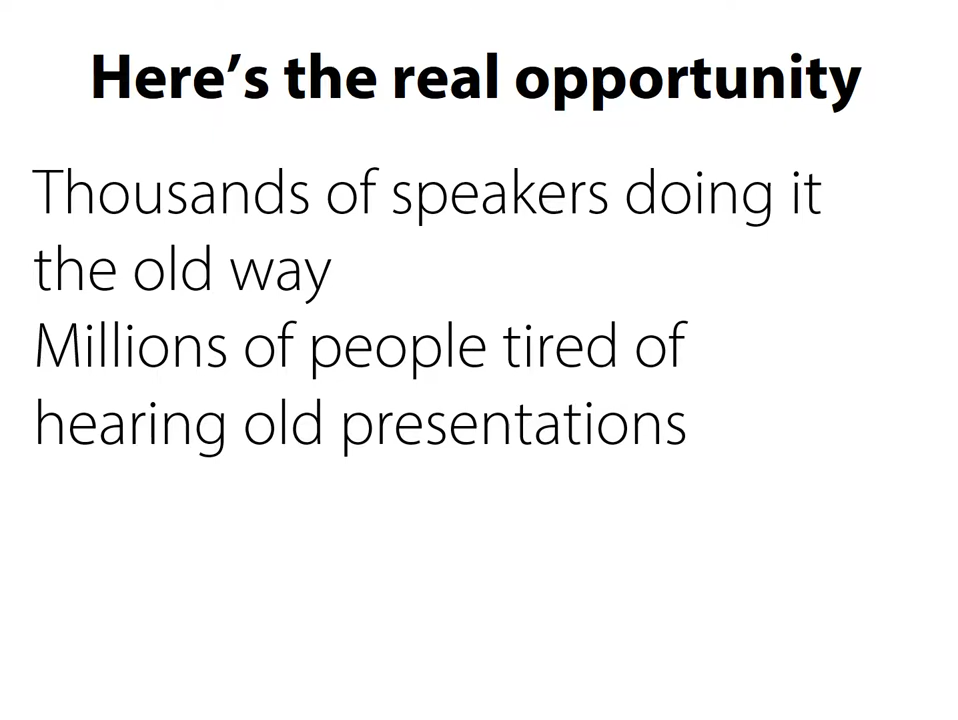 Here’s the real opportunity
Thousands of speakers doing it
the old way
Millions of people tired of
hearing old presentations